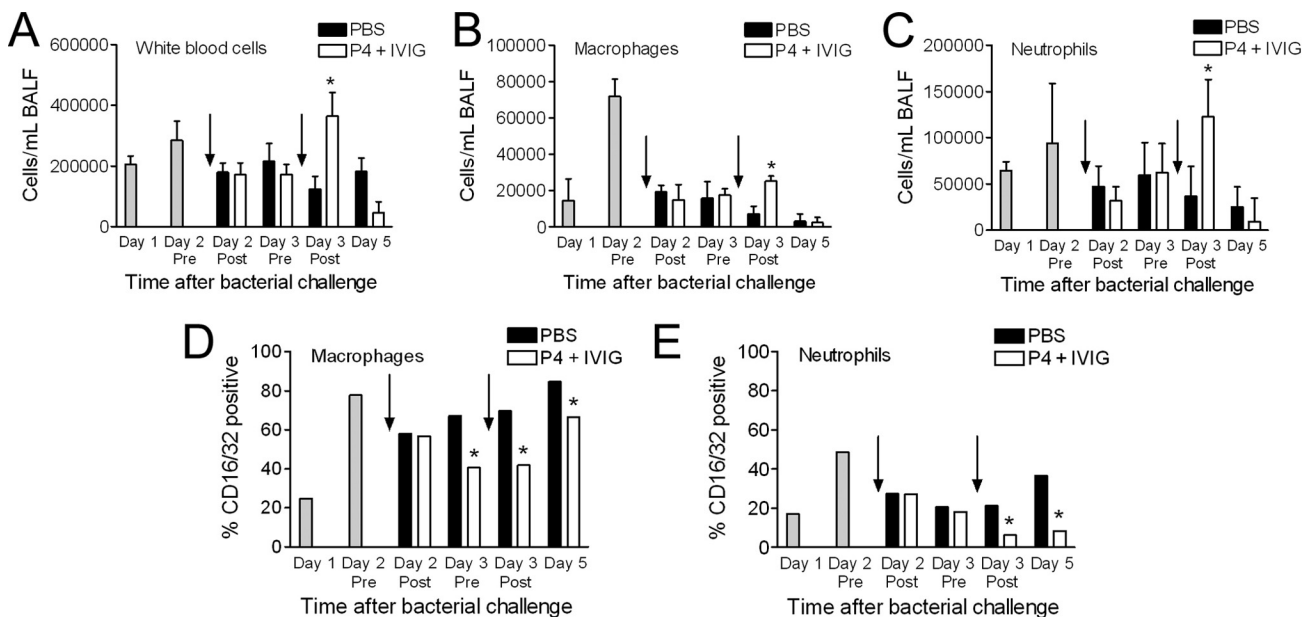 A
White blood cells
PBS
P4 + IVIG
Cells/mL BALF
600000
400000
200000
0
*
Day 1 Day 2 Day 2 Day 3 Day 3 Day 5
Pre Post Pre Post
Time after bacterial challenge
B
Macrophages
PBS
P4 + IVIG
Cells/mL BALF
100000
80000
60000
40000
20000
0
*
Day 1 Day 2 Day 2 Day 3 Day 3 Day 5
Pre Post Pre Post
Time after bacterial challenge
C
Neutrophils
PBS
P4 + IVIG
Cells/mL BALF
200000
150000
100000
50000
0
*
Day 1 Day 2 Day 2 Day 3 Day 3 Day 5
Pre Post Pre Post
Time after bacterial challenge
D
Macrophages
PBS
P4 + IVIG
% CD16/32 positive
100
80
60
40
20
0
* * *
Day 1 Day 2 Day 2 Day 3 Day 3 Day 5
Pre Post Pre Post
Time after bacterial challenge
E
Neutrophils
PBS
P4 + IVIG
% CD16/32 positive
100
80
60
40
20
0
* *
Day 1 Day 2 Day 2 Day 3 Day 3 Day 5
Pre Post Pre Post
Time after bacterial challenge